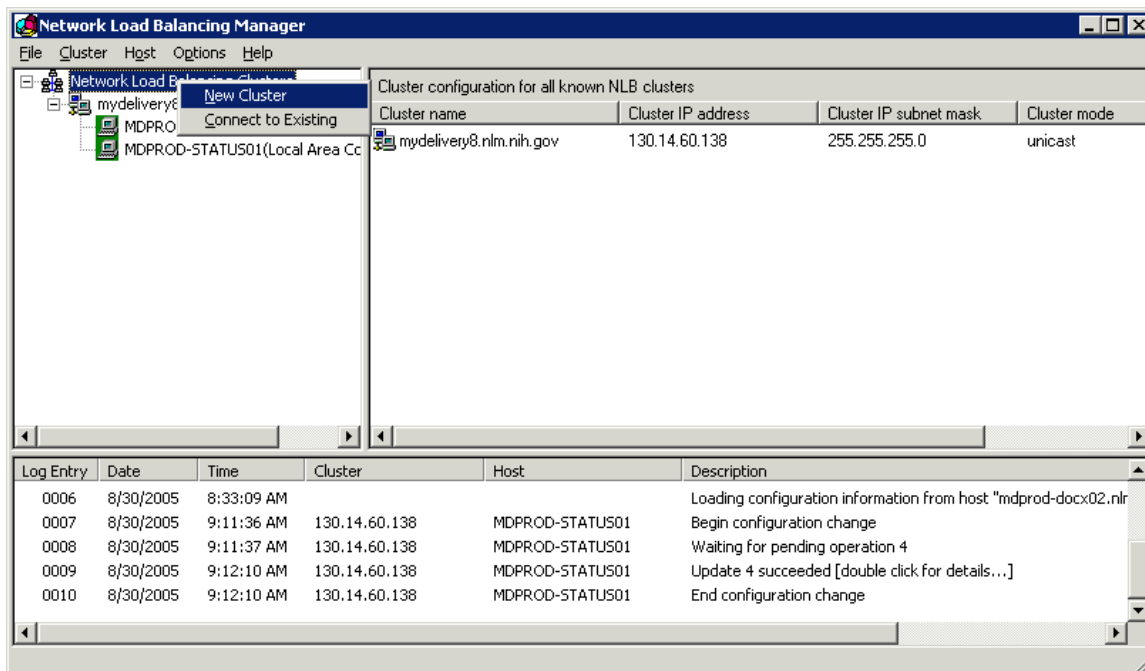 Network Load Balancing Manager
File Cluster Host Options Help
Network Load Balancing Clusters
New Cluster
Connect to Existing
mydelivery8
MDPRO
MDPROD-STATUS01(Local Area Co
Cluster configuration for all known NLB clusters
Cluster name Cluster IP address Cluster IP subnet mask Cluster mode
mydelivery8.nlm.nih.gov 130.14.60.138 255.255.255.0 unicast
Log Entry Date Time Cluster Host Description
0006 8/30/2005 8:33:09 AM Loading configuration information from host "mdprod-docx02.nlr
0007 8/30/2005 9:11:36 AM 130.14.60.138 MDPROD-STATUS01 Begin configuration change
0008 8/30/2005 9:11:37 AM 130.14.60.138 MDPROD-STATUS01 Waiting for pending operation 4
0009 8/30/2005 9:12:10 AM 130.14.60.138 MDPROD-STATUS01 Update 4 succeeded [double click for details...]
0010 8/30/2005 9:12:10 AM 130.14.60.138 MDPROD-STATUS01 End configuration change